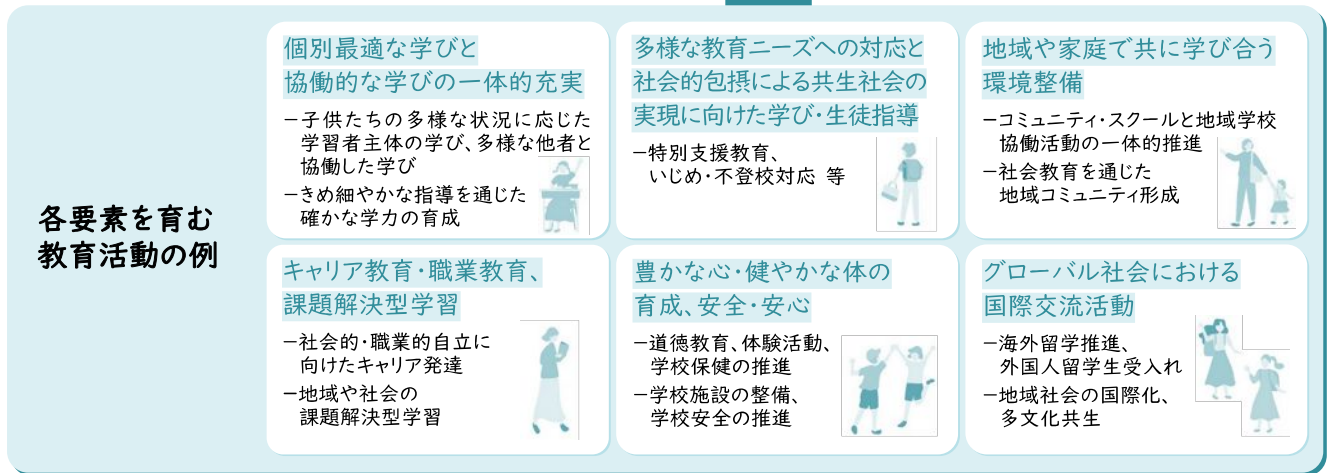 各要素を育む
教育活動の例
個別最適な学びと
協働的な学びの一体的充実
－子供たちの多様な状況に応じた
学習者主体の学び、多様な他者と
協働した学び
－きめ細やかな指導を通じた
確かな学力の育成
多様な教育ニーズへの対応と
社会的包摂による共生社会の
実現に向けた学び・生徒指導
－特別支援教育、
いじめ・不登校対応 等
地域や家庭で共に学び合う
環境整備
－コミュニティ・スクールと地域学校
協働活動の一体的推進
－社会教育を通じた
地域コミュニティ形成
キャリア教育・職業教育、
課題解決型学習
－社会的・職業的自立に
向けたキャリア発達
－地域や社会の
課題解決型学習
豊かな心・健やかな体の
育成、安全・安心
－道徳教育、体験活動、
学校保健の推進
－学校施設の整備、
学校安全の推進
グローバル社会における
国際交流活動
－海外留学推進、
外国人留学生受入れ
－地域社会の国際化、
多文化共生